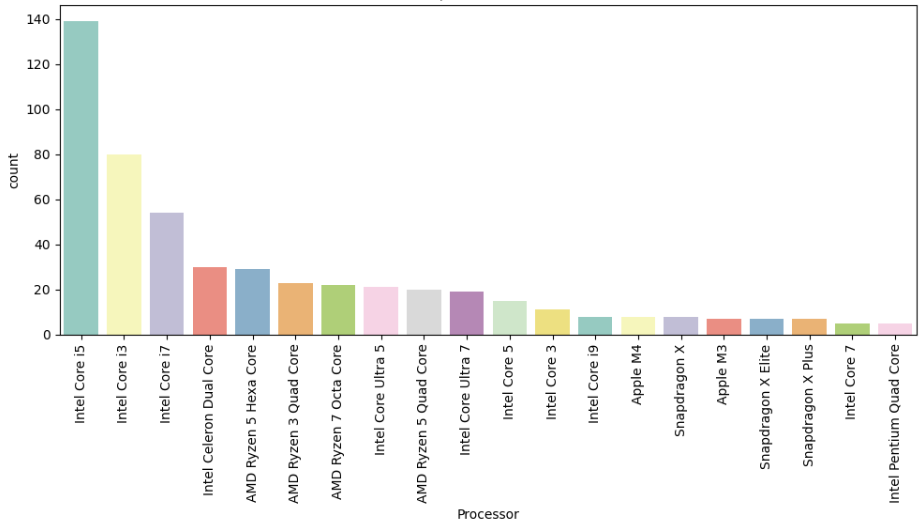 140
120
100
80
60
40
20
0
count
Intel Core i5
Intel Core i3
Intel Core i7
Intel Celeron Dual Core
AMD Ryzen 5 Hexa Core
AMD Ryzen 3 Quad Core
AMD Ryzen 7 Octa Core
Intel Core Ultra 5
AMD Ryzen 5 Quad Core
Intel Core Ultra 7
Intel Core 5
Intel Core 3
Intel Core i9
Apple M4
Snapdragon X
Apple M3
Snapdragon X Elite
Snapdragon X Plus
Intel Core 7
Intel Pentium Quad Core
Processor